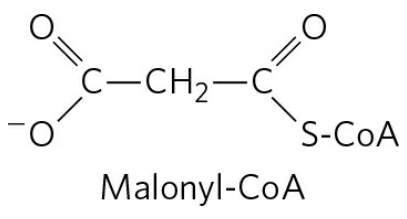 O O
C—CH₂—C
⁻O S-CoA
Malonyl-CoA